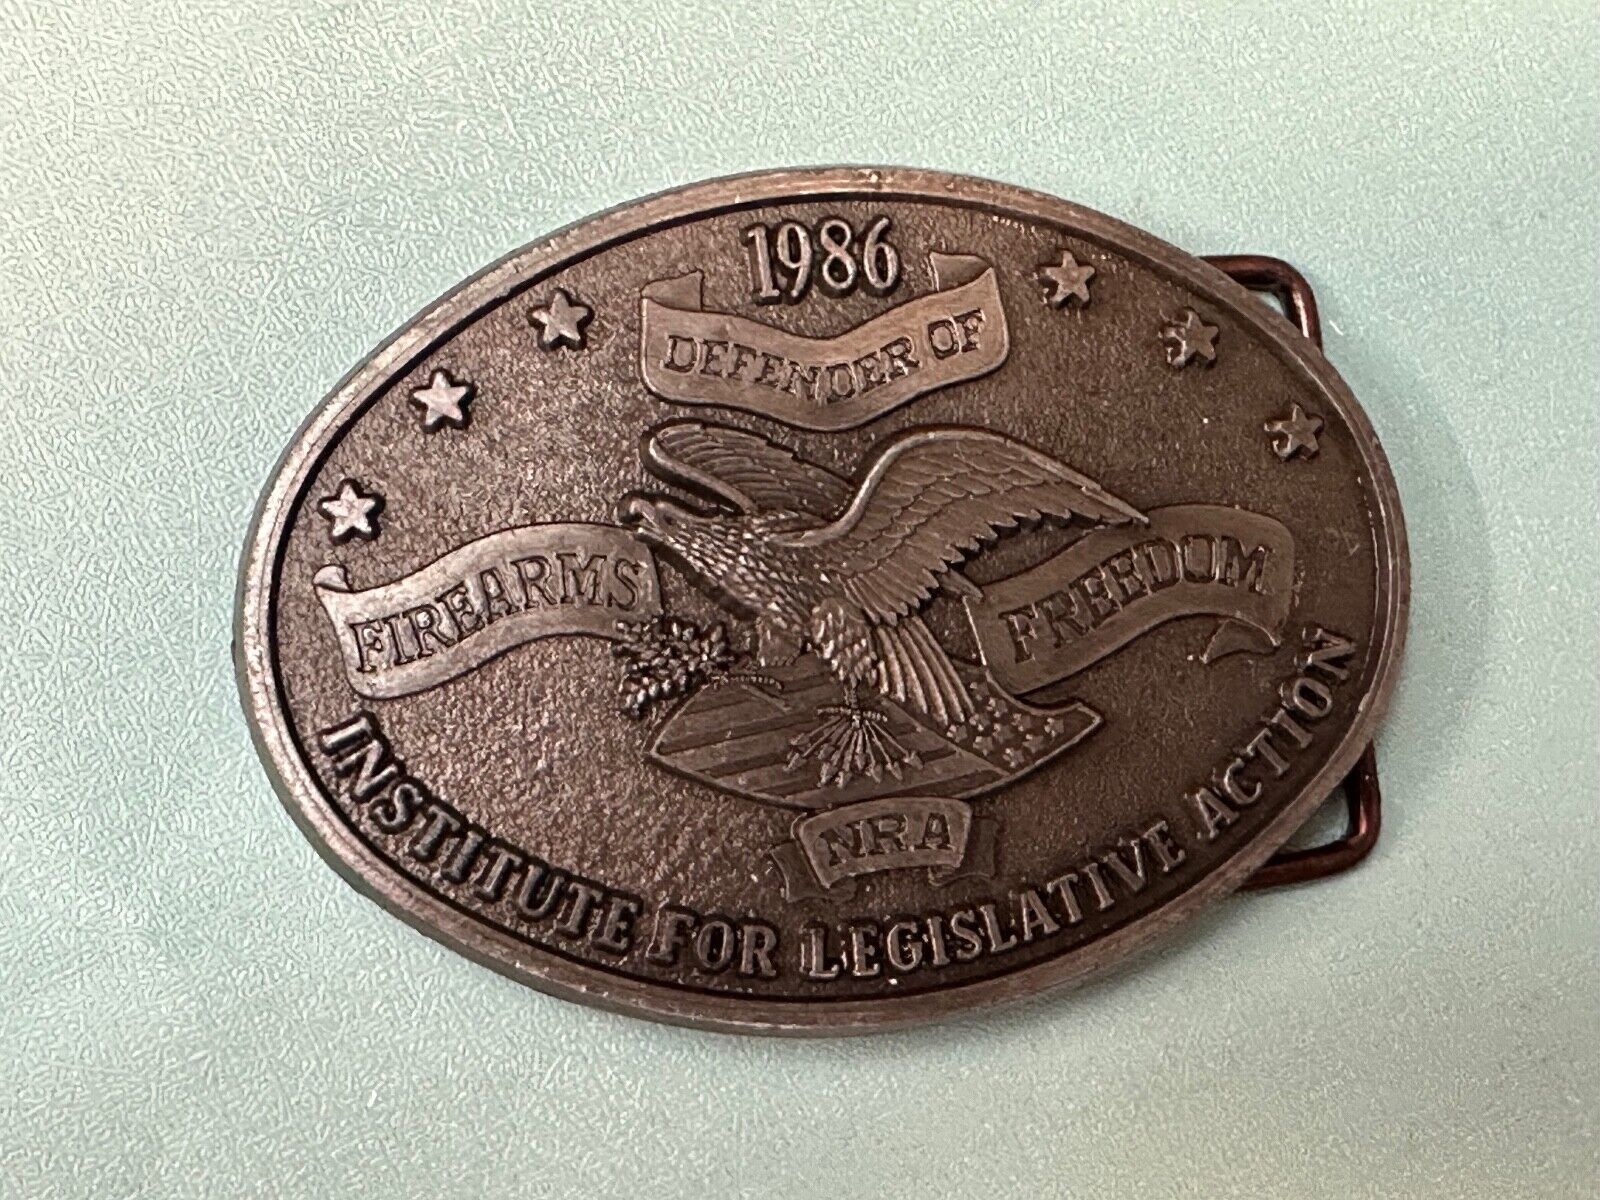 1986
DEFENDER OF
FIREARMS FREEDOM
NRA
INSTITUTE FOR LEGISLATIVE ACTION